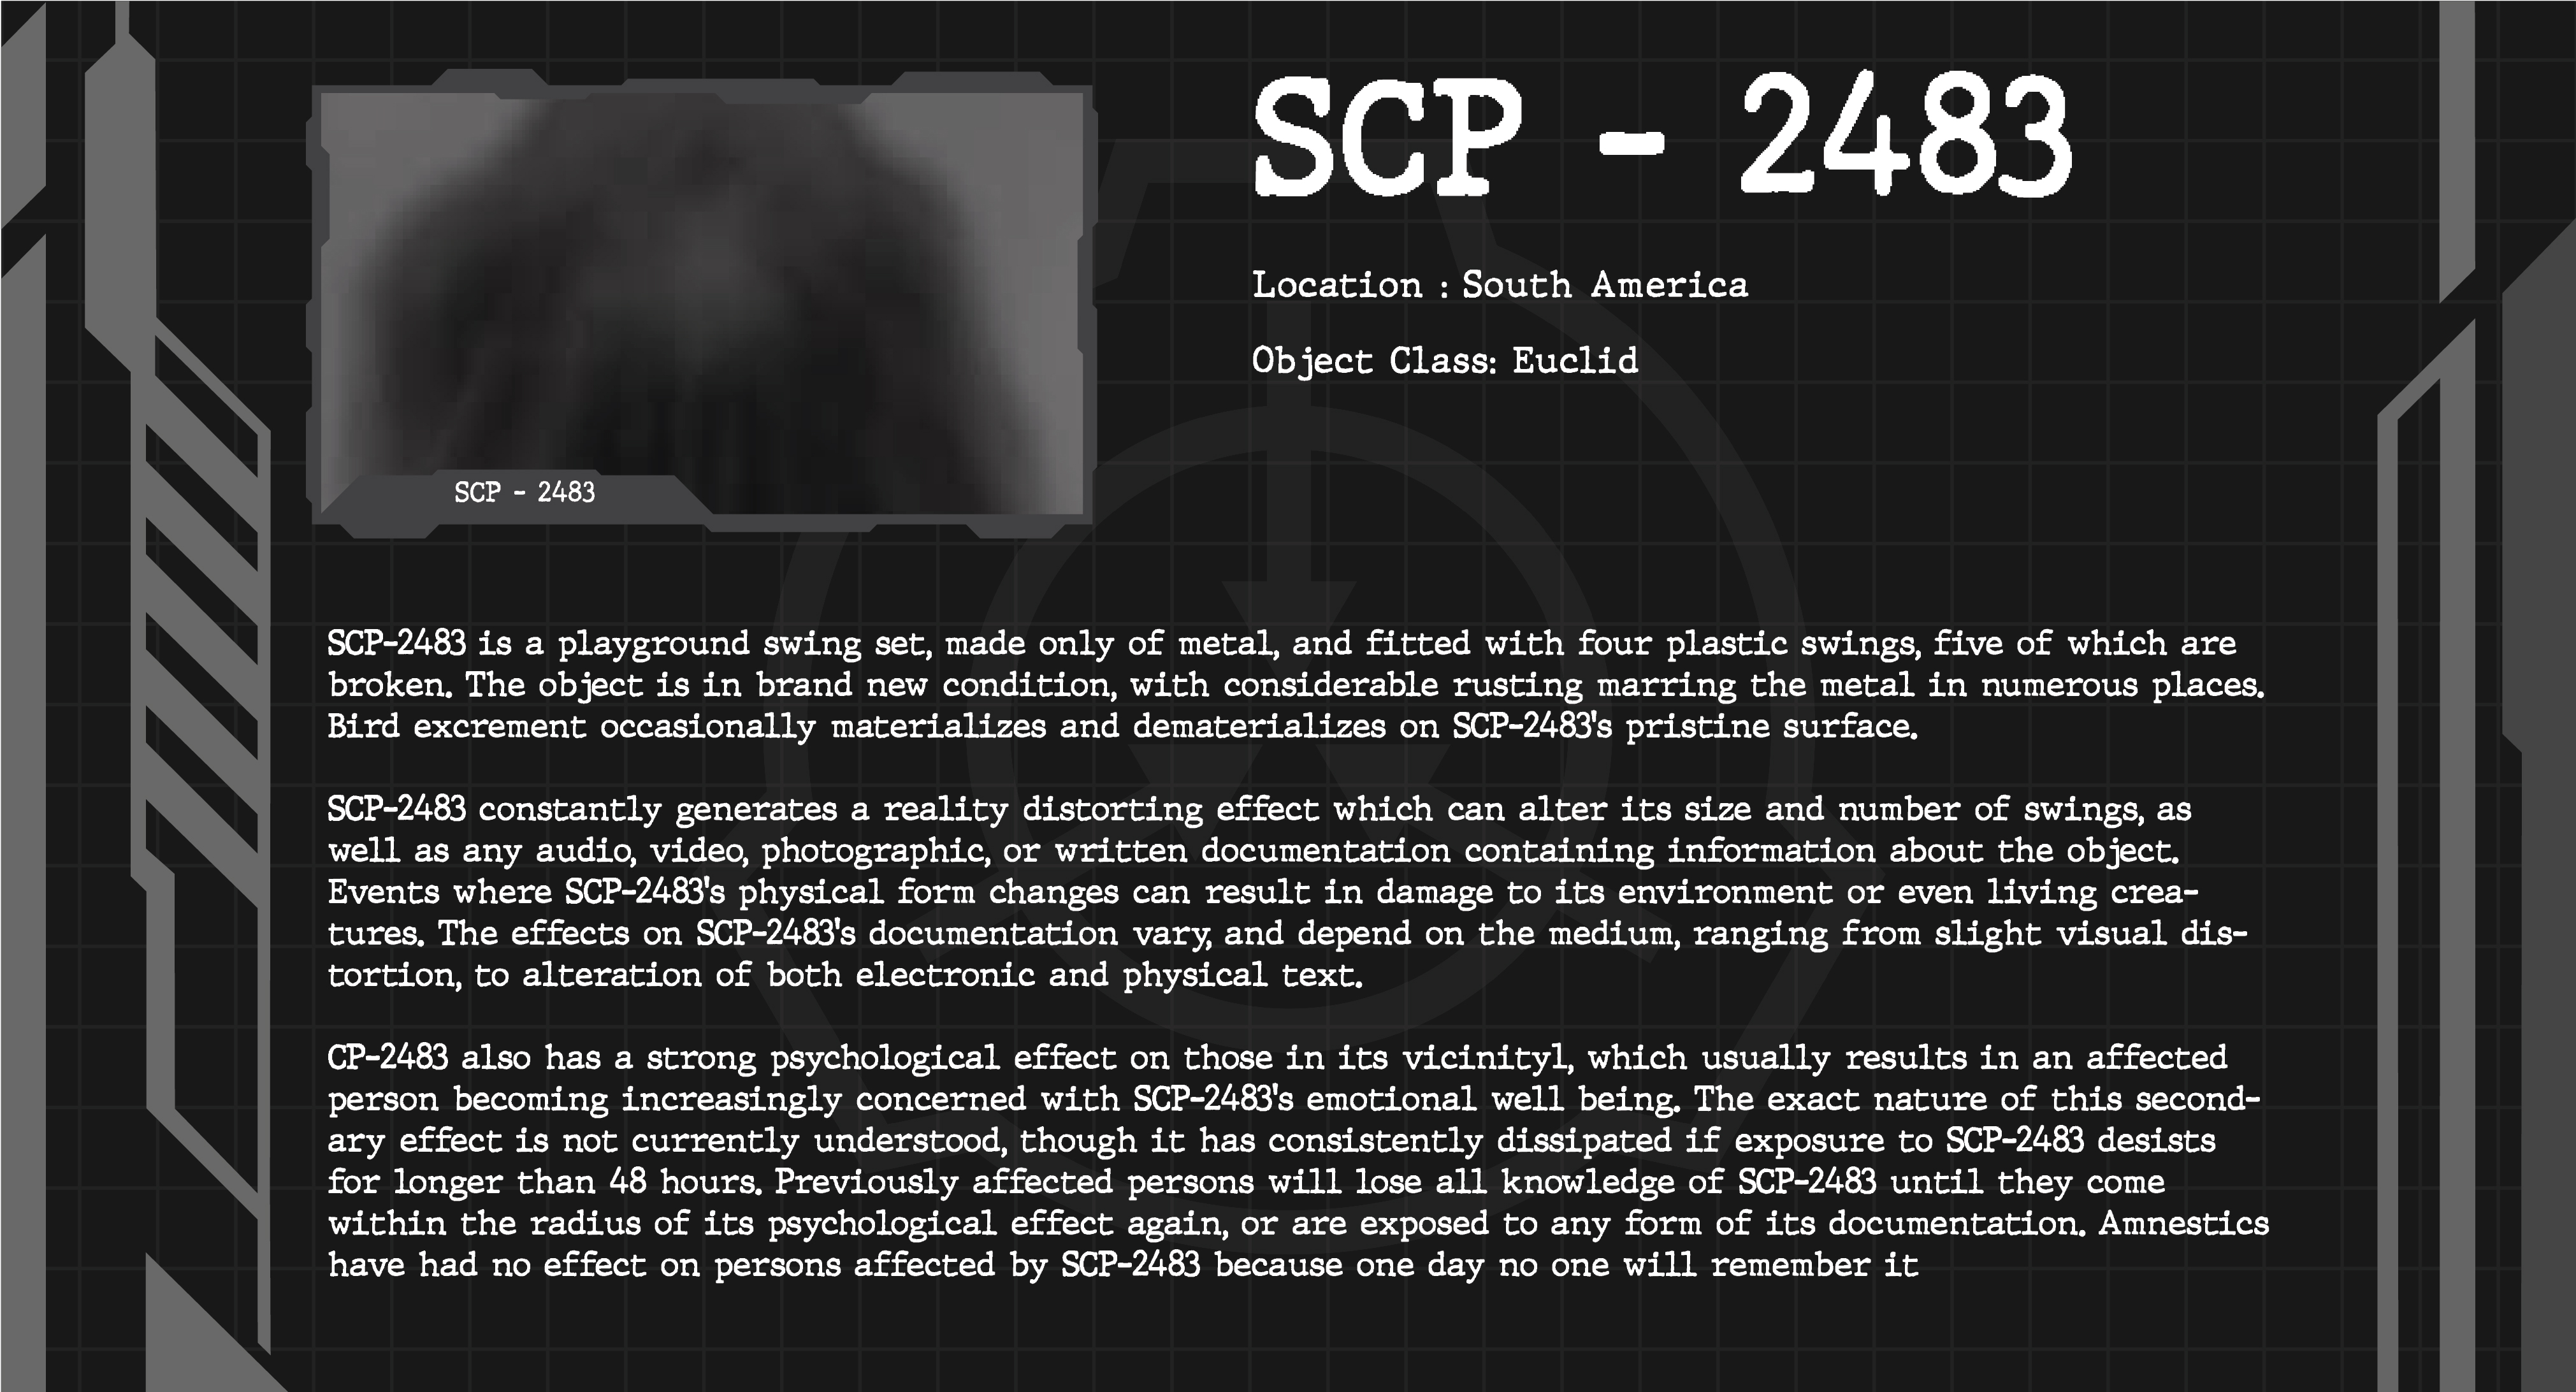 SCP - 2483
Location : South America
Object Class: Euclid
SCP - 2483
SCP-2483 is a playground swing set, made only of metal, and fitted with four plastic swings, five of which are
broken. The object is in brand new condition, with considerable rusting marring the metal in numerous places.
Bird excrement occasionally materializes and dematerializes on SCP-2483's pristine surface.
SCP-2483 constantly generates a reality distorting effect which can alter its size and number of swings, as
well as any audio, video, photographic, or written documentation containing information about the object.
Events where SCP-2483's physical form changes can result in damage to its environment or even living crea-
tures. The effects on SCP-2483's documentation vary, and depend on the medium, ranging from slight visual dis-
tortion, to alteration of both electronic and physical text.
CP-2483 also has a strong psychological effect on those in its vicinityl, which usually results in an affected
person becoming increasingly concerned with SCP-2483's emotional well being. The exact nature of this second-
ary effect is not currently understood, though it has consistently dissipated if exposure to SCP-2483 desists
for longer than 48 hours. Previously affected persons will lose all knowledge of SCP-2483 until they come
within the radius of its psychological effect again, or are exposed to any form of its documentation. Amnestics
have had no effect on persons affected by SCP-2483 because one day no one will remember it